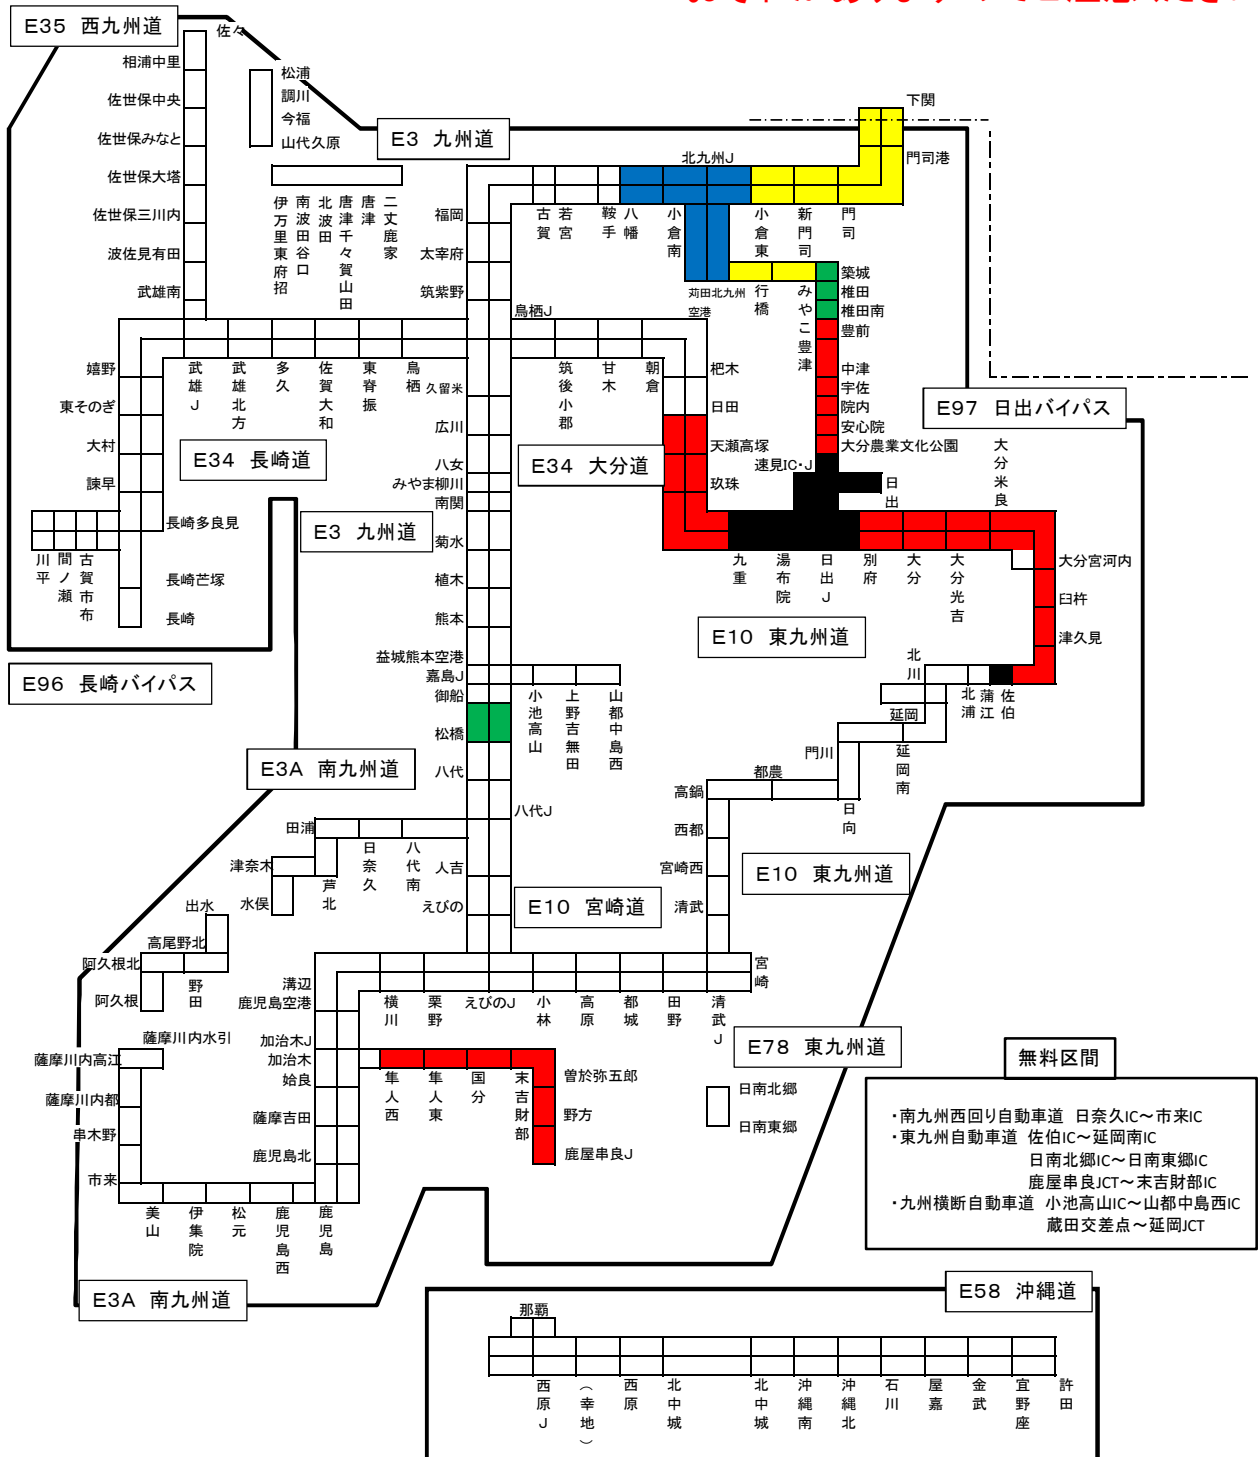 E35 西九州道
佐々
相浦中里
佐世保中央
佐世保みなと
佐世保大塔
佐世保三川内
波佐見有田
武雄南
松浦
調川
今福
山代久原
E3 九州道
伊万里東府招
南波田谷口
北波田
唐津千々賀山田
唐津
二丈鹿家
下関
門司港
北九州J
福岡
太宰府
筑紫野
古賀
若宮
鞍手
八幡
小倉南
小倉東
新門司
門司
苅田北九州空港
行橋
みやこ豊津
築城
椎田
椎田南
豊前
中津
宇佐
院内
安心院
大分農業文化公園
速見IC・J
日出
E97 日出バイパス
鳥栖J
嬉野
東そのぎ
大村
諫早
武雄J
武雄北方
多久
佐賀大和
東脊振
鳥栖
久留米
筑後小郡
甘木
朝倉
杷木
日田
天瀬高塚
玖珠
E34 長崎道
E34 大分道
広川
八女
みやま柳川
南関
菊水
植木
熊本
益城熊本空港
嘉島J
御船
松橋
八代
E3 九州道
長崎多良見
長崎芒塚
長崎
川平
間ノ瀬
古賀市布
E96 長崎バイパス
九重
湯布院
日出J
別府
大分
大分光吉
大分米良
大分宮河内
臼杵
津久見
E10 東九州道
小池高山
上野吉無田
山都中島西
北川
北浦
蒲江
佐伯
延岡
延岡南
門川
日向
都農
高鍋
西都
宮崎西
清武
E10 東九州道
E3A 南九州道
八代J
田浦
日奈久
八代南
津奈木
芦北
水俣
人吉
えびの
E10 宮崎道
出水
高尾野北
阿久根北
野田
阿久根
溝辺
鹿児島空港
横川
栗野
えびのJ
小林
高原
都城
田野
清武J
宮崎
E78 東九州道
薩摩川内水引
薩摩川内高江
薩摩川内都
串木野
市来
加治木J
加治木
姶良
薩摩吉田
鹿児島北
隼人西
隼人東
国分
末吉財部
曽於弥五郎
野方
鹿屋串良J
日南北郷
日南東郷
美山
伊集院
松元
鹿児島西
鹿児島
E3A 南九州道
無料区間
・南九州西回り自動車道 日奈久IC～市来IC
・東九州自動車道 佐伯IC～延岡南IC
日南北郷IC～日南東郷IC
鹿屋串良JCT～末吉財部IC
・九州横断自動車道 小池高山IC～山都中島西IC
蔵田交差点～延岡JCT
E58 沖縄道
那覇
西原J
（幸地）
西原
北中城
北中城
沖縄南
沖縄北
石川
屋嘉
金武
宜野座
許田